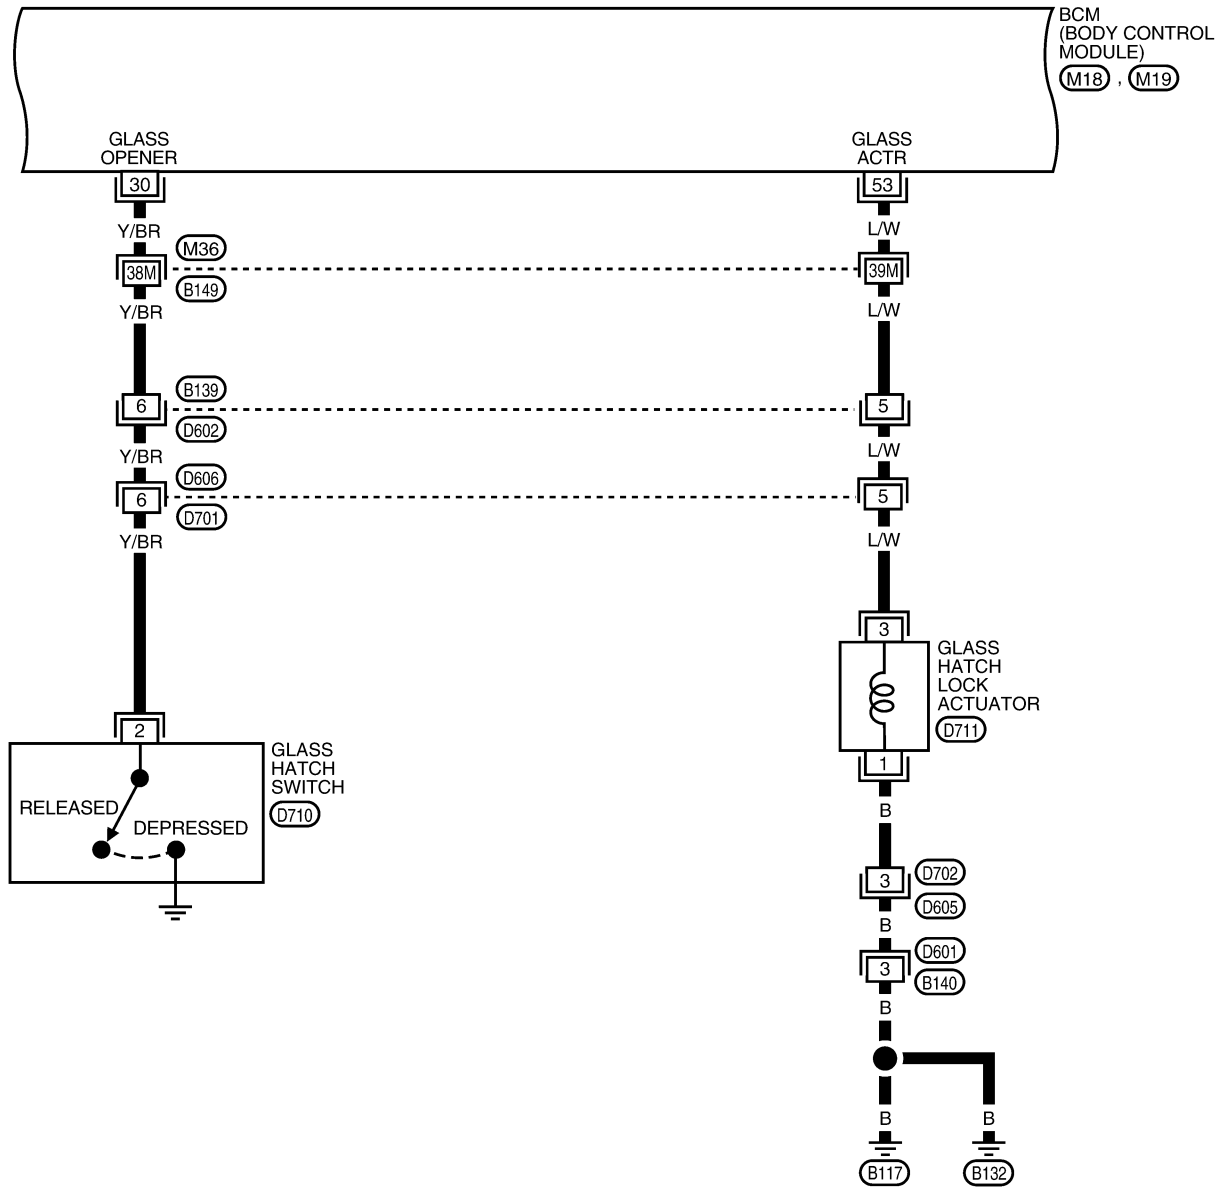 BCM
(BODY CONTROL
MODULE)
M18 , M19
GLASS
OPENER
GLASS
ACTR
30
53
Y/BR
L/W
M36
38M
39M
B149
Y/BR
L/W
B139
6
5
D602
Y/BR
L/W
D606
6
5
D701
Y/BR
L/W
3
GLASS
HATCH
LOCK
ACTUATOR
D711
1
2
GLASS
HATCH
SWITCH
D710
RELEASED
DEPRESSED
B
3
D702
D605
B
D601
3
B140
B
B
B
B117
B132